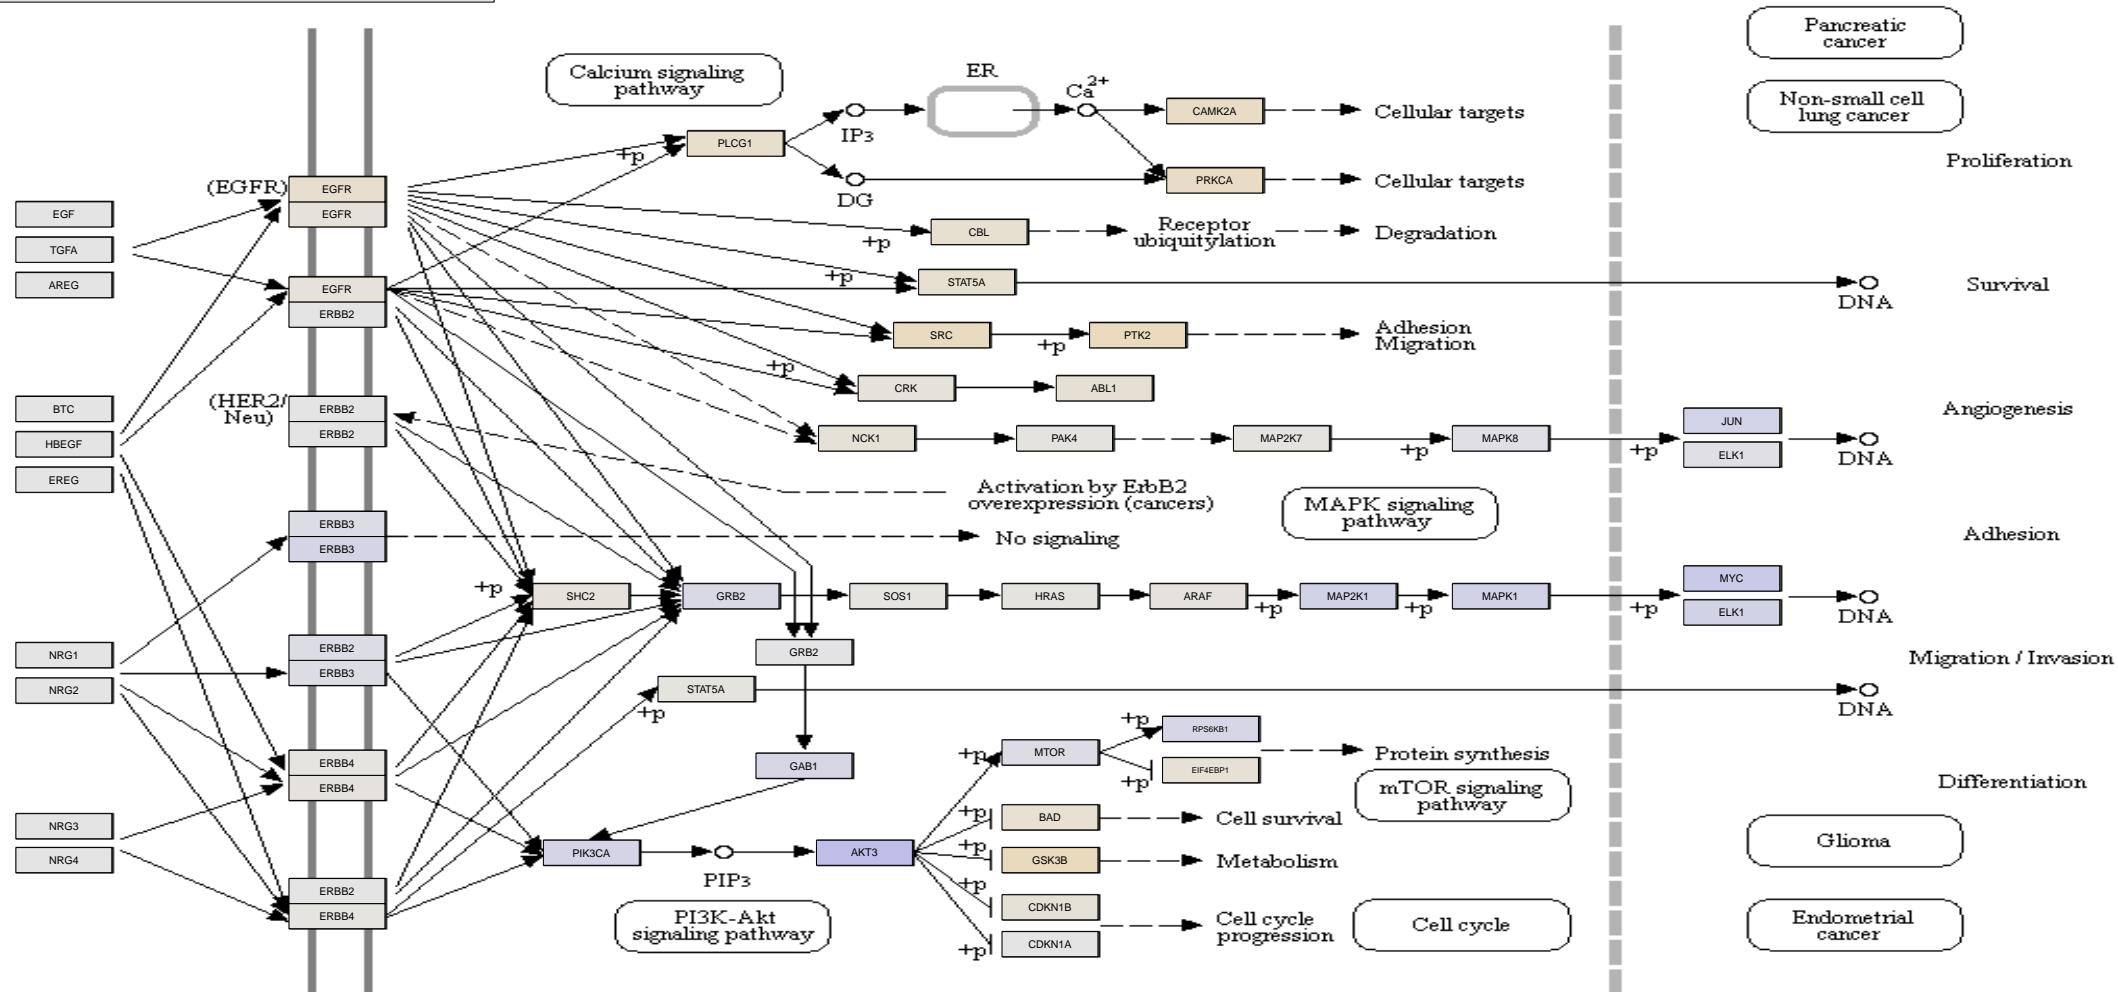 Pancreatic
cancer
Calcium signaling
pathway
ER
Ca2+
Non-small cell
lung cancer
CAMK2A
Cellular targets
IP3
PLCG1
+p
Proliferation
(EGFR)
EGFR
EGFR
DG
PRKCA
Cellular targets
EGF
TGFA
AREG
CBL
+p
Receptor
ubiquitylation
Degradation
EGFR
ERBB2
+p
STAT5A
DNA
Survival
SRC
+p
PTK2
Adhesion
Migration
+p
CRK
ABL1
BTC
HBEGF
EREG
(HER2/
Neu)
ERBB2
ERBB2
NCK1
PAK4
MAP2K7
+p
MAPK8
+p
JUN
ELK1
DNA
Angiogenesis
Activation by ErbB2
overexpression (cancers)
MAPK signaling
pathway
ERBB3
ERBB3
No signaling
Adhesion
+p
SHC2
GRB2
SOS1
HRAS
ARAF
+p
MAP2K1
+p
MAPK1
+p
MYC
ELK1
DNA
NRG1
NRG2
ERBB2
ERBB3
GRB2
Migration / Invasion
STAT5A
+p
DNA
ERBB4
ERBB4
GAB1
+p
MTOR
+p
RPS6KB1
+p
EIF4EBP1
Protein synthesis
mTOR signaling
pathway
Differentiation
NRG3
NRG4
+p
BAD
Cell survival
PIK3CA
PIP3
AKT3
+p
GSK3B
Metabolism
Glioma
ERBB2
ERBB4
PI3K-Akt
signaling pathway
+p
CDKN1B
+p
CDKN1A
Cell cycle
progression
Cell cycle
Endometrial
cancer